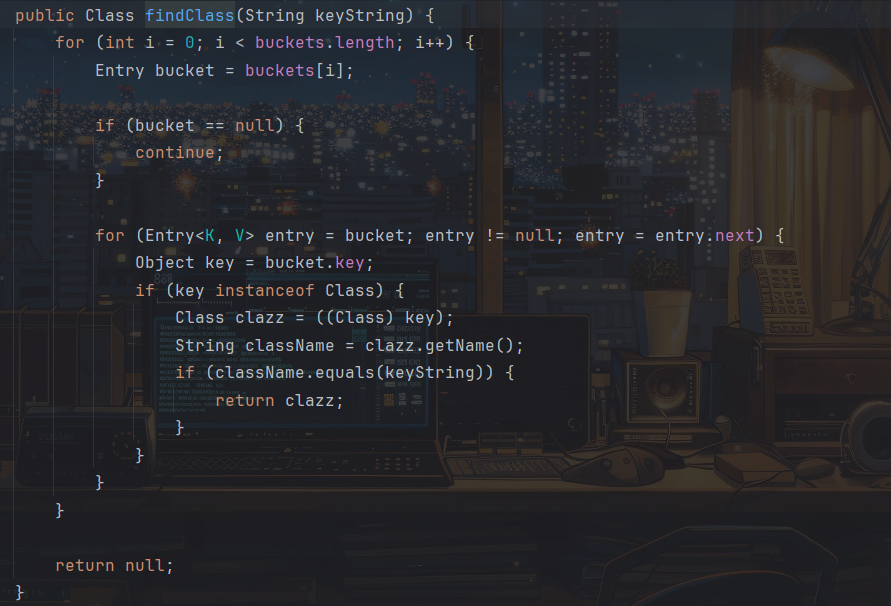 public Class findClass(String keyString) {
for (int i = 0; i < buckets.length; i++) {
Entry bucket = buckets[i];
if (bucket == null) {
continue;
}
for (Entry<K, V> entry = bucket; entry != null; entry = entry.next) {
Object key = bucket.key;
if (key instanceof Class) {
Class clazz = ((Class) key);
String className = clazz.getName();
if (className.equals(keyString)) {
return clazz;
}
}
}
}
return null;
}